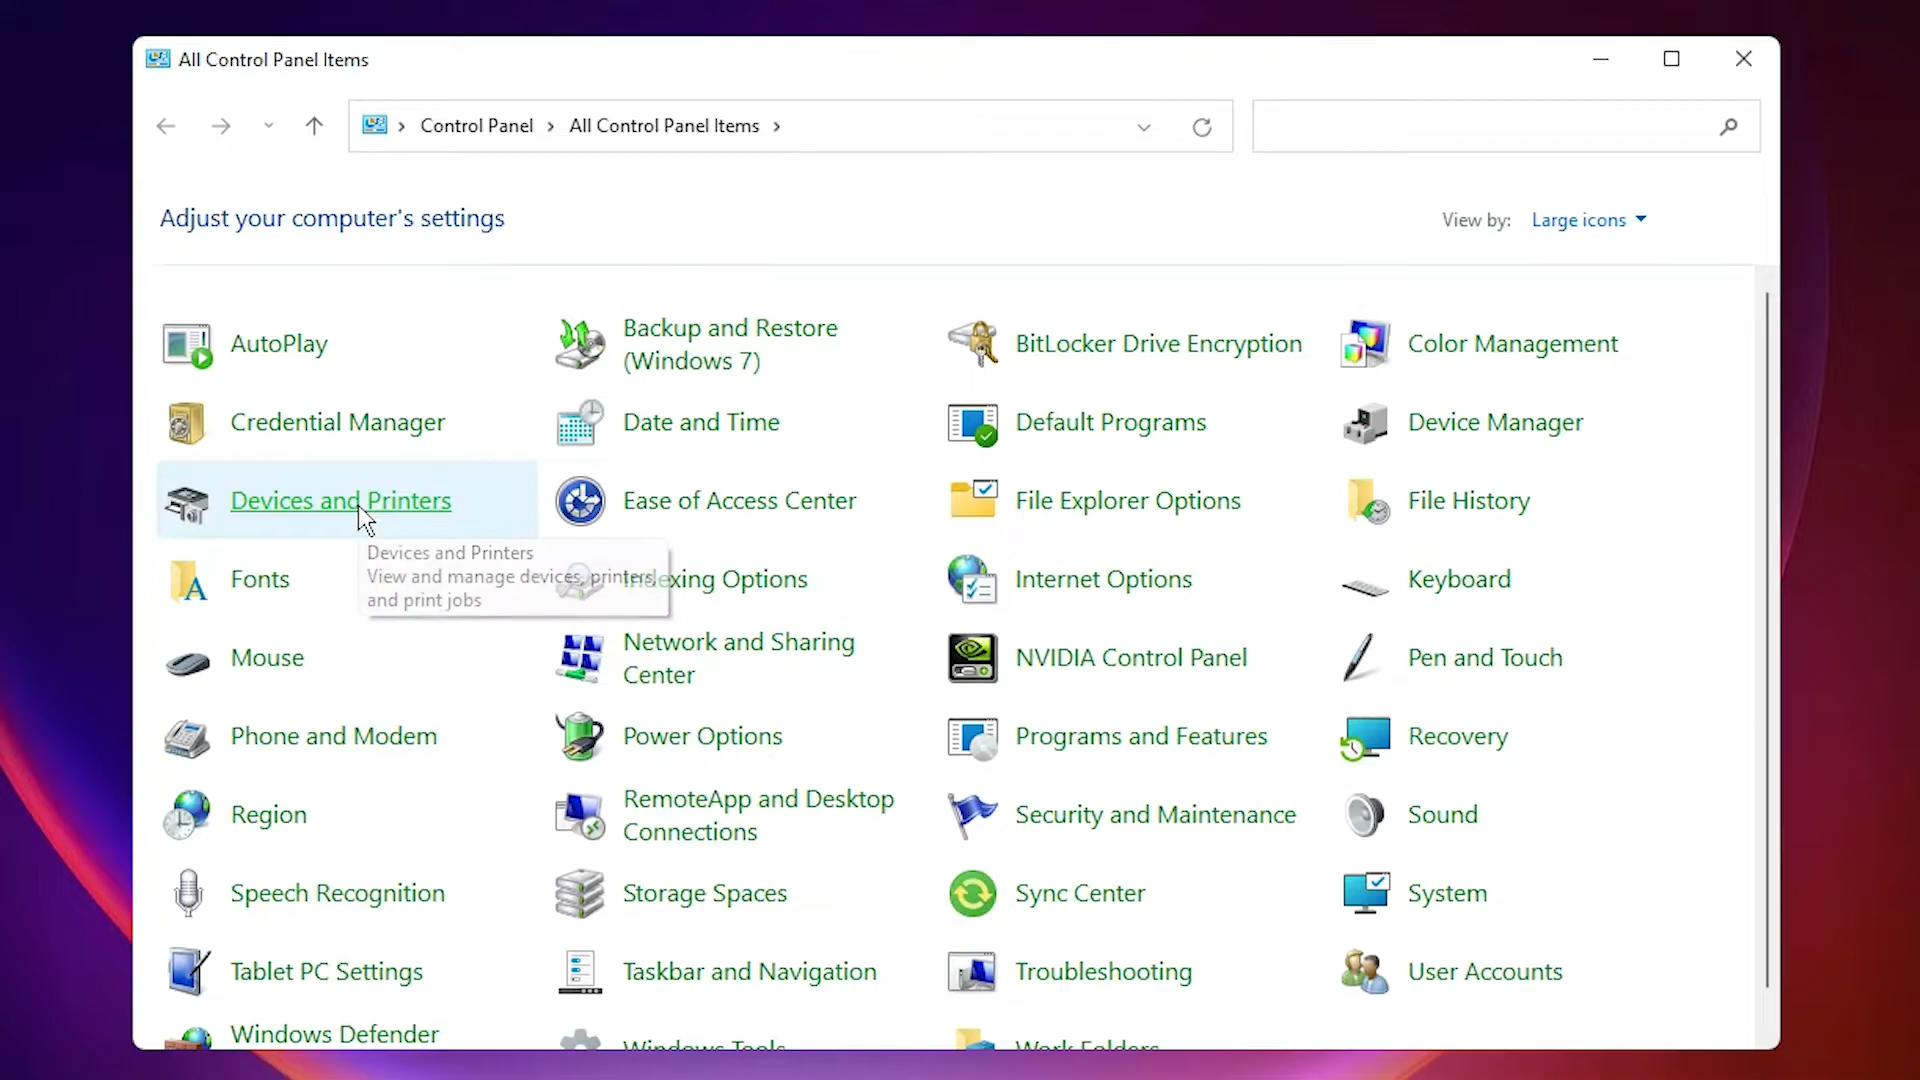 All Control Panel Items
Control Panel All Control Panel Items
Adjust your computer's settings
View by: Large icons
AutoPlay
Backup and Restore
(Windows 7)
BitLocker Drive Encryption
Color Management
Credential Manager
Date and Time
Default Programs
Device Manager
Devices and Printers
Ease of Access Center
File Explorer Options
File History
Devices and Printers
View and manage devices, printers,
and print jobs
Fonts
Indexing Options
Internet Options
Keyboard
Mouse
Network and Sharing
Center
NVIDIA Control Panel
Pen and Touch
Phone and Modem
Power Options
Programs and Features
Recovery
Region
RemoteApp and Desktop
Connections
Security and Maintenance
Sound
Speech Recognition
Storage Spaces
Sync Center
System
Tablet PC Settings
Taskbar and Navigation
Troubleshooting
User Accounts
Windows Defender
Windows Tools
Work Folders